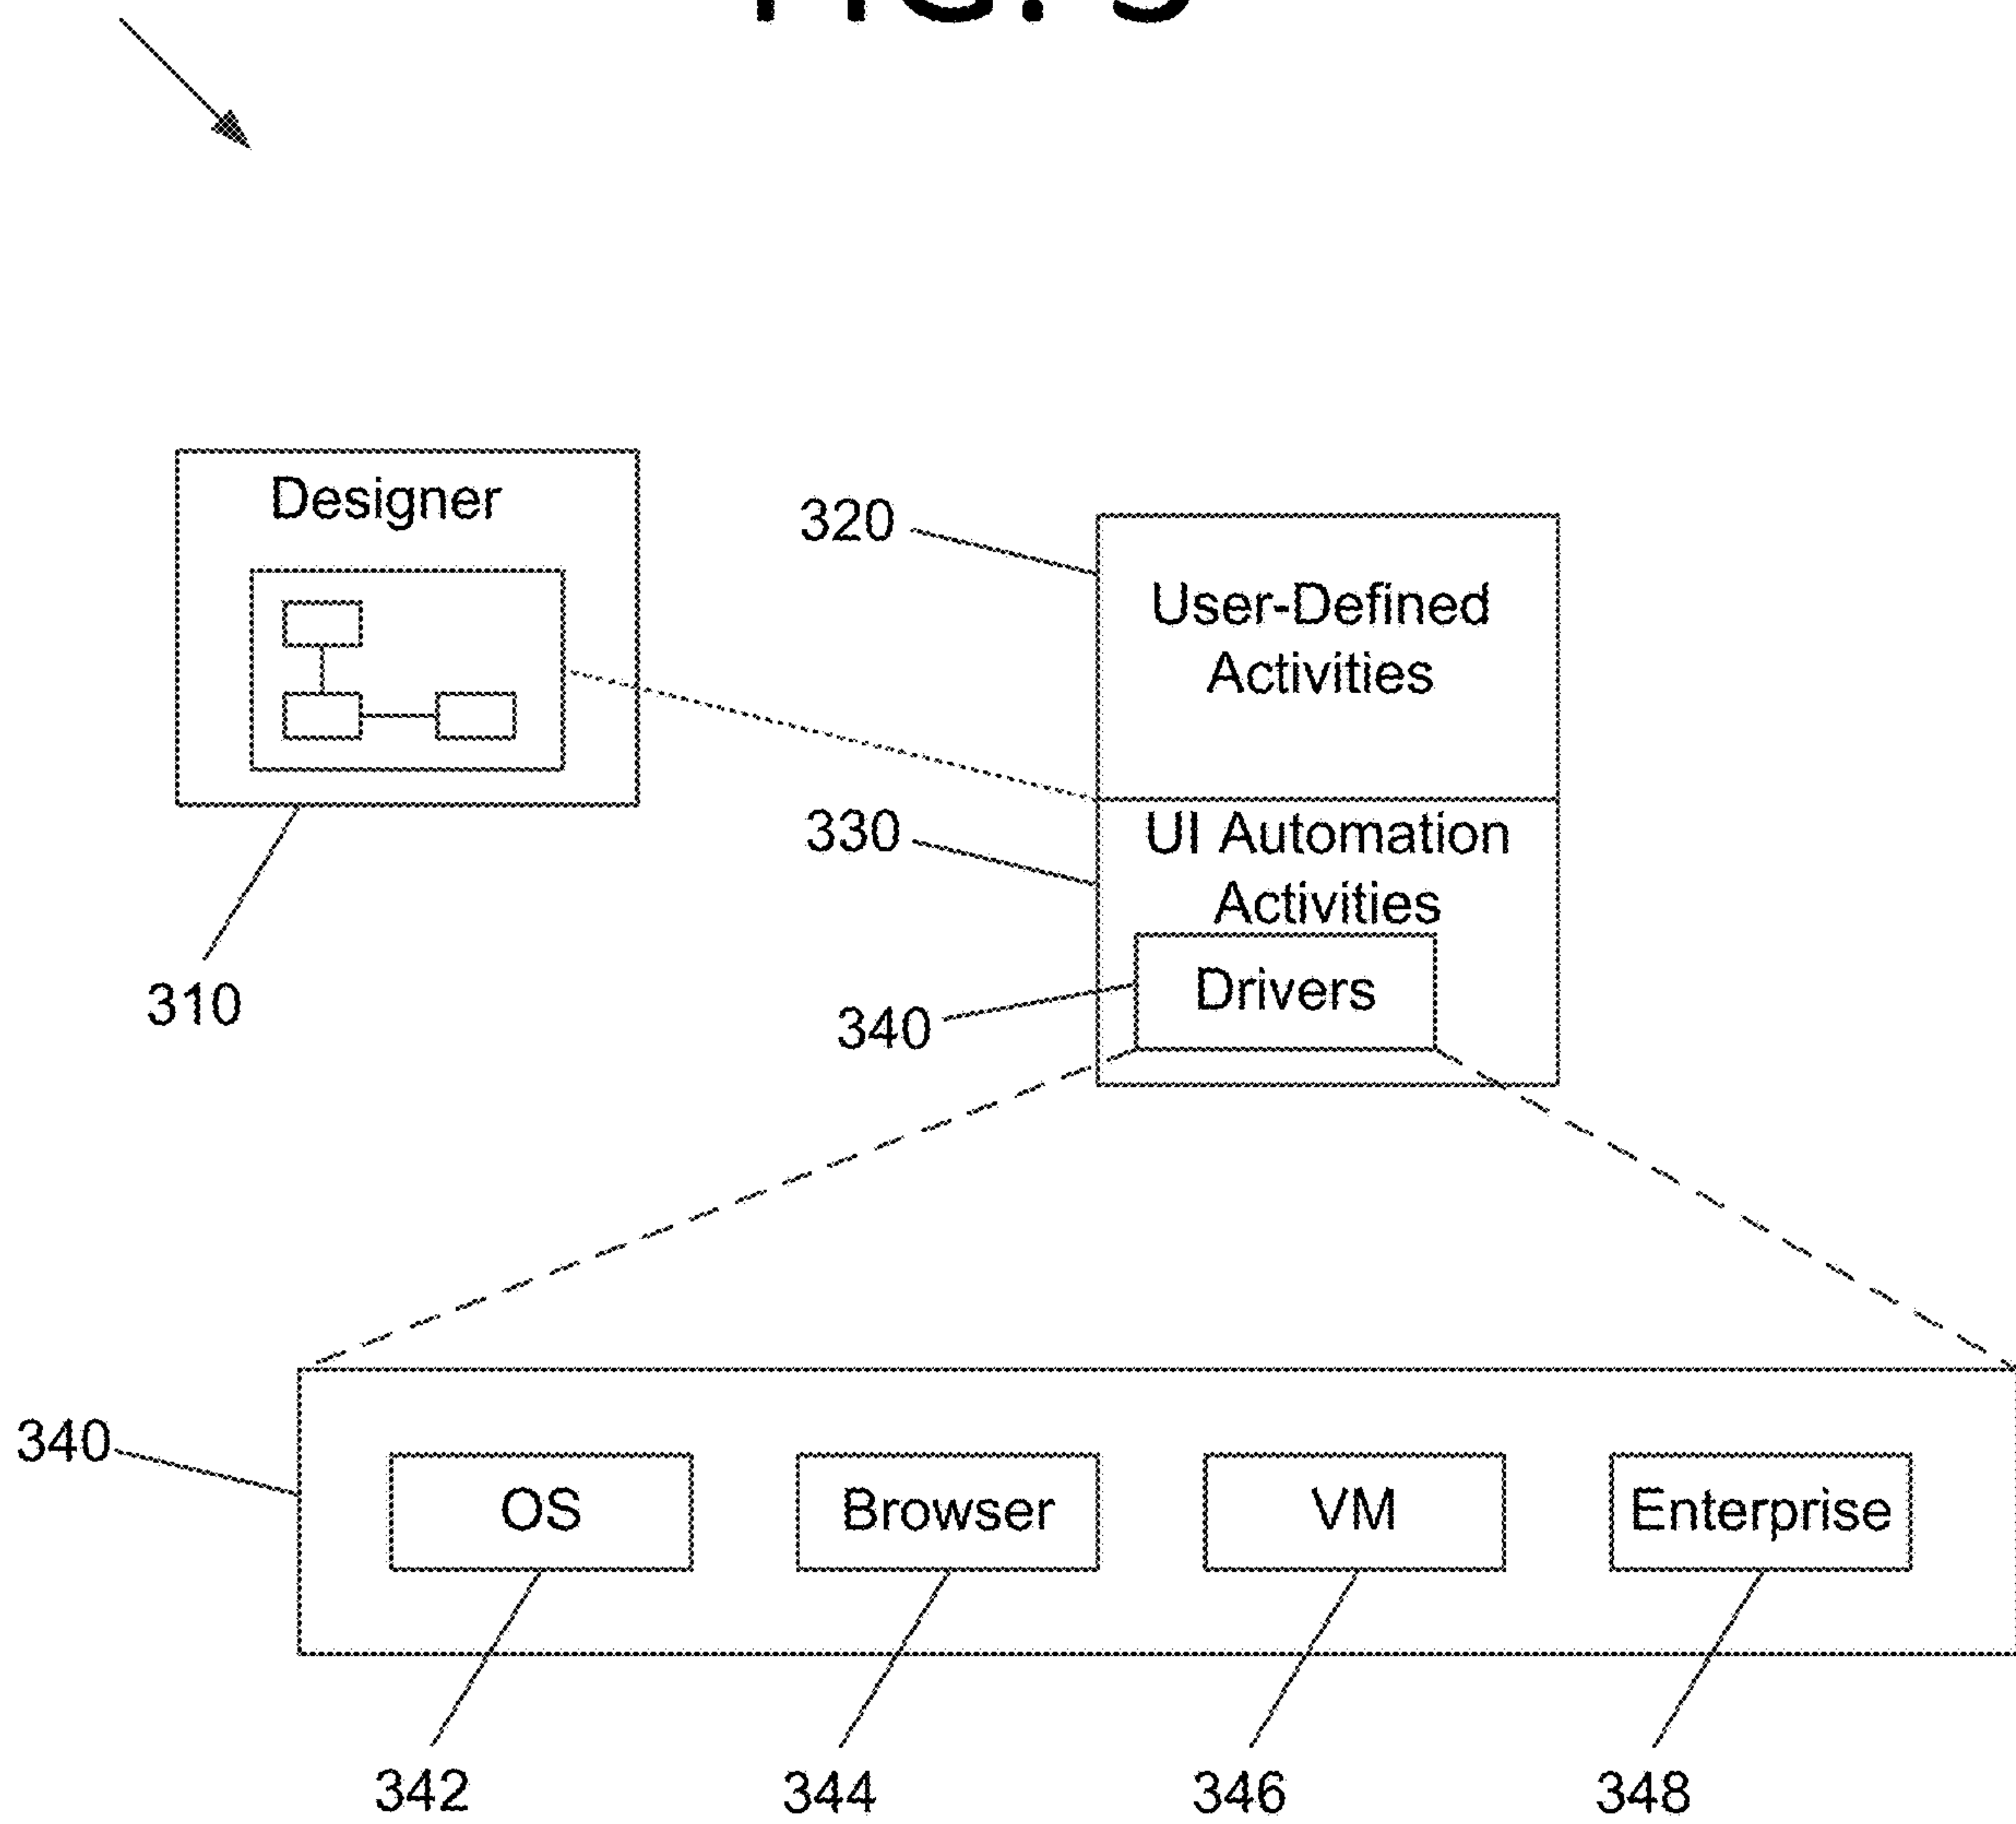 Designer
320
User-Defined
Activities
330
UI Automation
Activities
310
340
Drivers
340
OS
Browser
VM
Enterprise
342
344
346
348